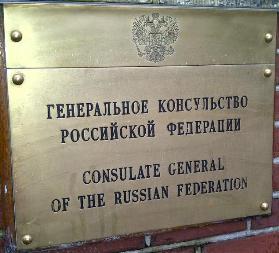 ГЕНЕРАЛЬНОЕ КОНСУЛЬСТВО
РОССИЙСКОЙ ФЕДЕРАЦИИ
CONSULATE GENERAL
OF THE RUSSIAN FEDERATION